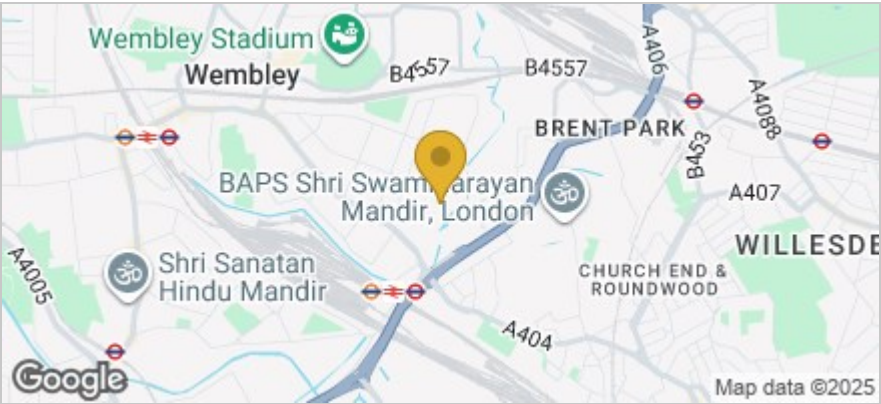 Wembley Stadium
Wembley
B4557
B4557
A406
A4088
BRENT PARK
B453
BAPS Shri Swaminarayan
Mandir, London
A407
WILLESDE
Shri Sanatan
Hindu Mandir
A4005
CHURCH END &
ROUNDWOOD
A404
Google
Map data ©2025